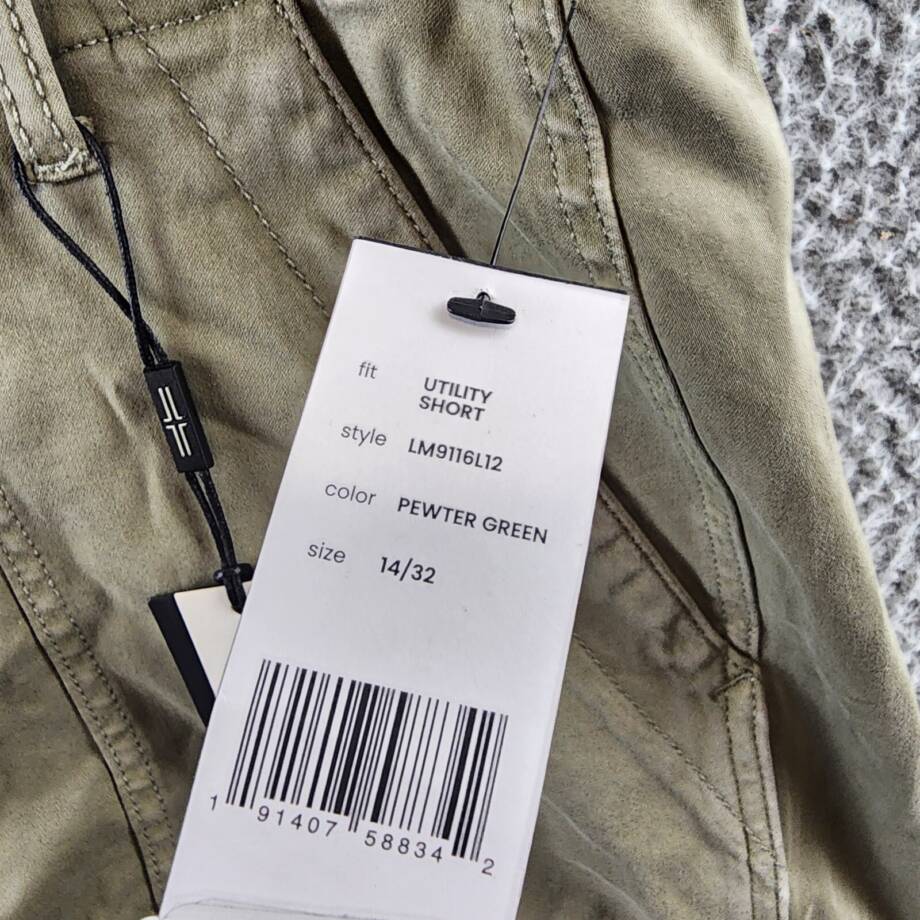 fit UTILITY
SHORT
style LM9116L12
color PEWTER GREEN
size 14/32
1 91407 58834 2